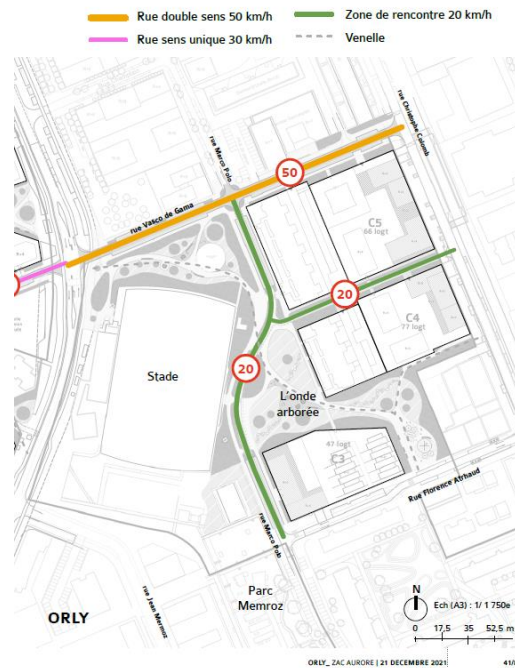 Rue double sens 50 km/h
Zone de rencontre 20 km/h
Rue sens unique 30 km/h
Venelle
rue Christophe Colomb
rue Marco Polo
50
rue Vasco de Gama
C5
66 logt
20
C4
77 logt
20
Stade
L'onde
arborée
47 logt
C3
Rue Florence Atrhaud
rue Marco Polo
Parc
Memroz
rue Jean Mermoz
ORLY
N
Ech (A3) : 1/ 1 750e
0 17,5 35 52,5 m
ORLY_ ZAC AURORE | 21 DECEMBRE 2021